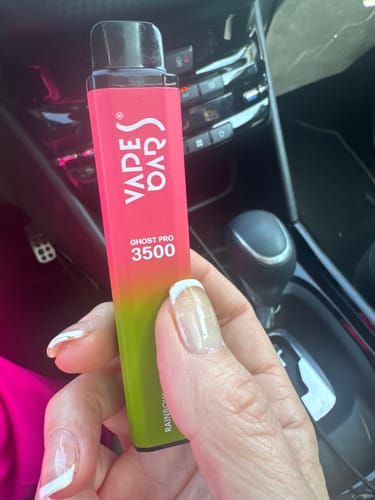 VAPES
BARS®
GHOST PRO
3500
RAINBOW